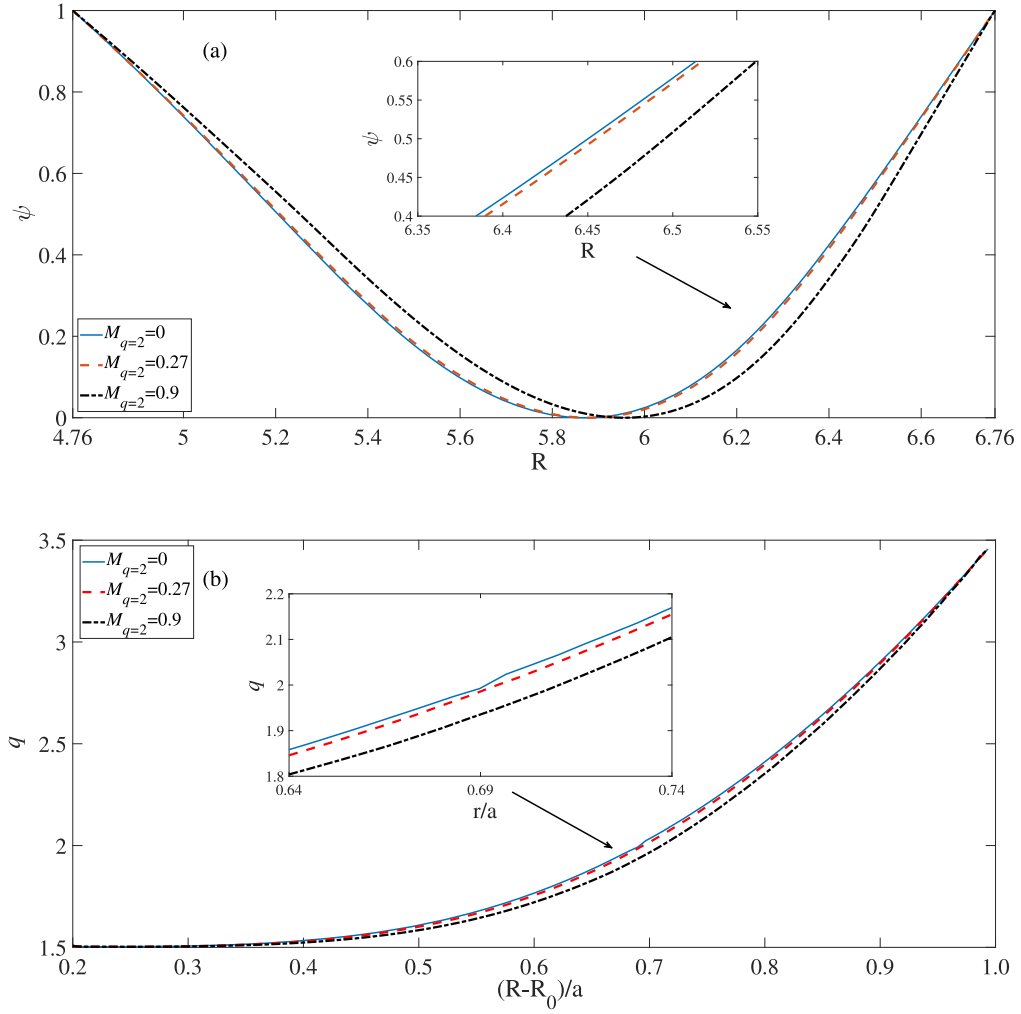 (a)
1
0.8
0.6
0.4
0.2
0
ψ
4.76 5 5.2 5.4 5.6 5.8 6 6.2 6.4 6.6 6.76
R
0.6
0.55
0.5
0.45
0.4
ψ
6.35 6.4 6.45 6.5 6.55
R
M_{q=2}=0
M_{q=2}=0.27
M_{q=2}=0.9
(b)
3.5
3
2.5
2
1.5
q
0.2 0.3 0.4 0.5 0.6 0.7 0.8 0.9 1.0
(R-R_0)/a
M_{q=2}=0
M_{q=2}=0.27
M_{q=2}=0.9
2.2
2.1
2
1.9
1.8
q
0.64 0.69 0.74
r/a